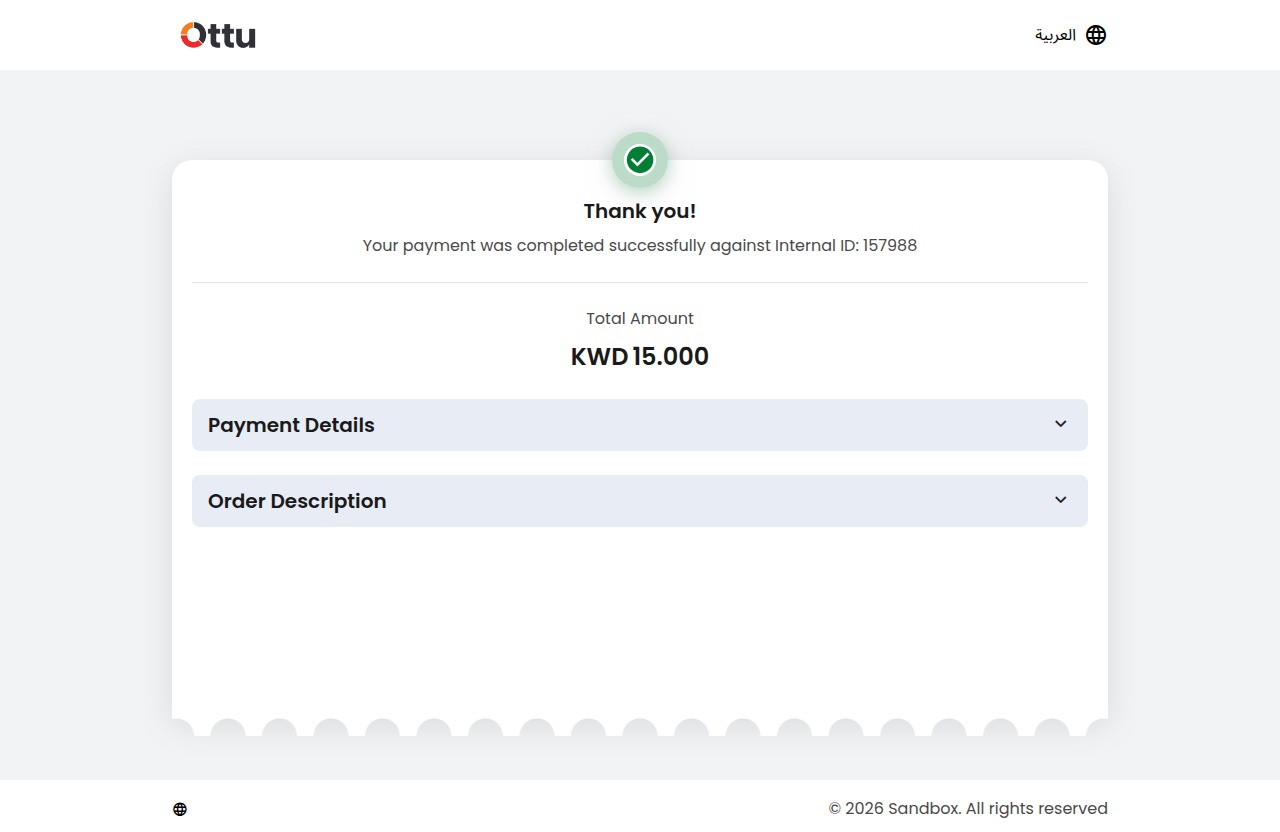 Ottu
العربية
Thank you!
Your payment was completed successfully against Internal ID: 157988
Total Amount
KWD 15.000
Payment Details
Order Description
© 2026 Sandbox. All rights reserved